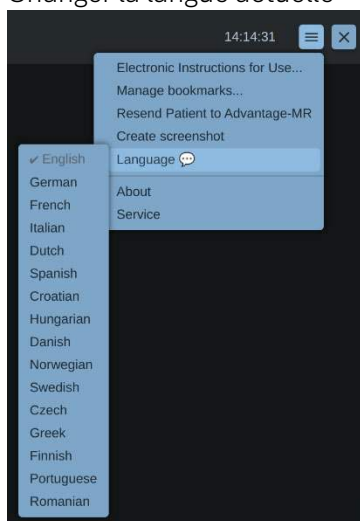 Changer la langue actuelle
14:14:31
Electronic Instructions for Use...
Manage bookmarks...
Resend Patient to Advantage-MR
Create screenshot
Language 💬
About
Service
✔ English
German
French
Italian
Dutch
Spanish
Croatian
Hungarian
Danish
Norwegian
Swedish
Czech
Greek
Finnish
Portuguese
Romanian